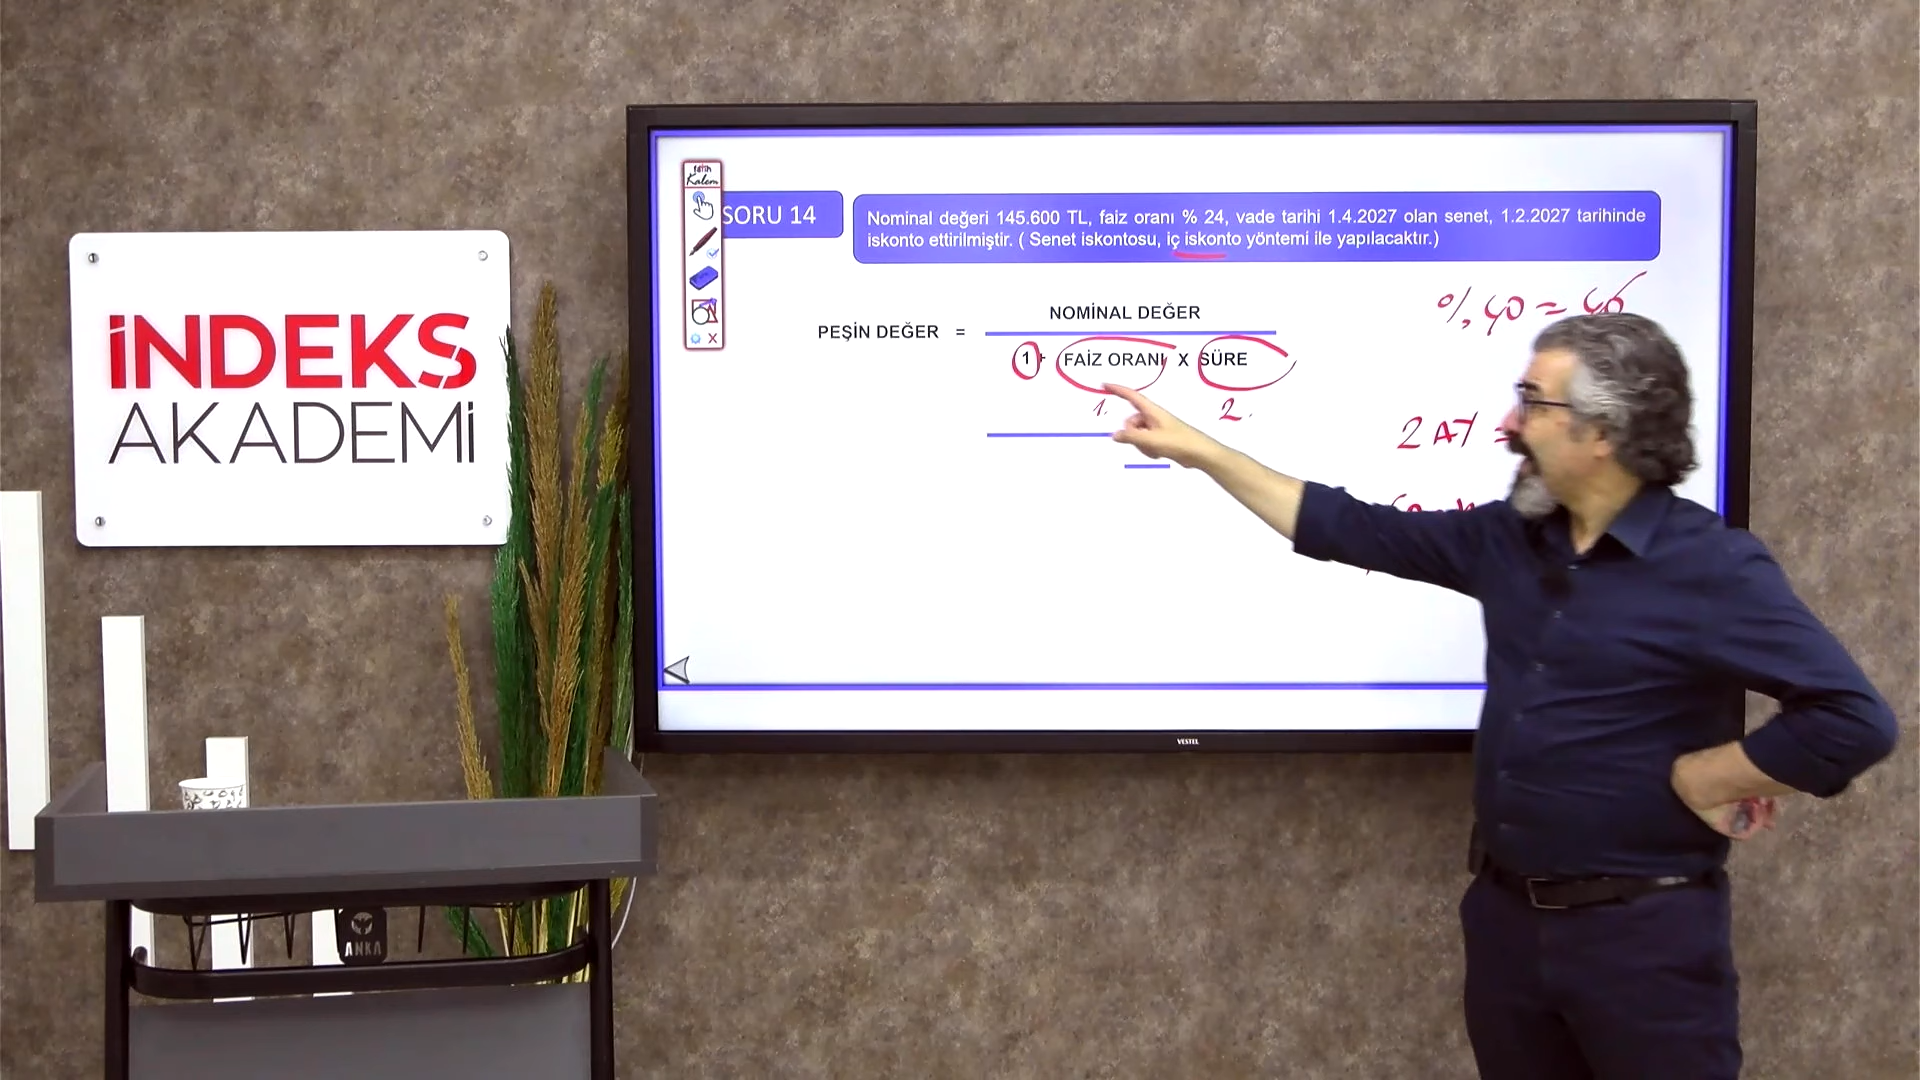 İNDEKS
AKADEMİ
fatih
Kalem
SORU 14
Nominal değeri 145.600 TL, faiz oranı % 24, vade tarihi 1.4.2027 olan senet, 1.2.2027 tarihinde
iskonto ettirilmiştir. ( Senet iskontosu, iç iskonto yöntemi ile yapılacaktır.)
PEŞİN DEĞER =
NOMİNAL DEĞER
1 + FAİZ ORANI X SÜRE
1. 2.
2 AY =
VESTEL
ANKA